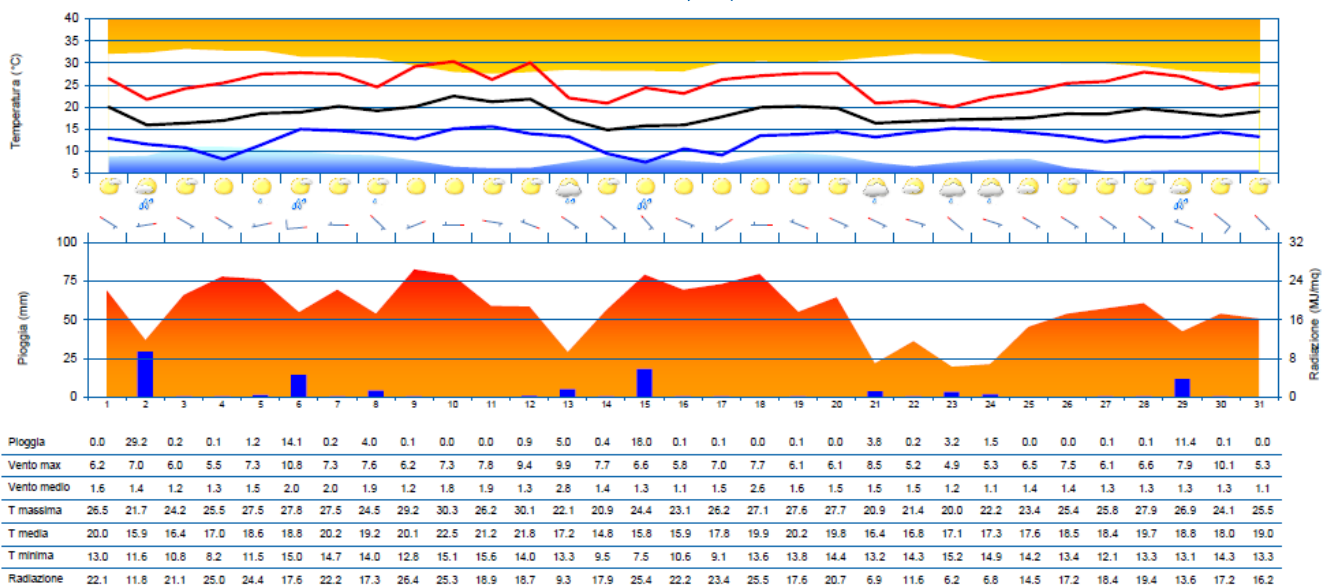 40
35
30
25
20
15
10
5
Temperatura (°C)
100 32
75 24
50 16
25 8
0 0
Pioggia (mm)
Radiazione (MJ/mq)
1 2 3 4 5 6 7 8 9 10 11 12 13 14 15 16 17 18 19 20 21 22 23 24 25 26 27 28 29 30 31
Pioggia 0.0 29.2 0.2 0.1 1.2 14.1 0.2 4.0 0.1 0.0 0.0 0.9 5.0 0.4 18.0 0.1 0.1 0.0 0.1 0.0 3.8 0.2 3.2 1.5 0.0 0.0 0.1 0.1 11.4 0.1 0.0
Vento max 6.2 7.0 6.0 5.5 7.3 10.8 7.3 7.6 6.2 7.3 7.8 9.4 9.9 7.7 6.6 5.8 7.0 7.7 6.1 6.1 8.5 5.2 4.9 5.3 6.5 7.5 6.1 6.6 7.9 10.1 5.3
Vento medio 1.6 1.4 1.2 1.3 1.5 2.0 2.0 1.9 1.2 1.8 1.9 1.3 2.8 1.4 1.3 1.1 1.5 2.6 1.6 1.5 1.5 1.5 1.2 1.1 1.4 1.4 1.3 1.3 1.3 1.3 1.1
T massima 26.5 21.7 24.2 25.5 27.5 27.8 27.5 24.5 29.2 30.3 26.2 30.1 22.1 20.9 24.4 23.1 26.2 27.1 27.6 27.7 20.9 21.4 20.0 22.2 23.4 25.4 25.8 27.9 26.9 24.1 25.5
T media 20.0 15.9 16.4 17.0 18.6 18.8 20.2 19.2 20.1 22.5 21.2 21.8 17.2 14.8 15.8 15.9 17.8 19.9 20.2 19.8 16.4 16.8 17.1 17.3 17.6 18.5 18.4 19.7 18.8 18.0 19.0
T minima 13.0 11.6 10.8 8.2 11.5 15.0 14.7 14.0 12.8 15.1 15.6 14.0 13.3 9.5 7.5 10.6 9.1 13.6 13.8 14.4 13.2 14.3 15.2 14.9 14.2 13.4 12.1 13.3 13.1 14.3 13.3
Radiazione 22.1 11.8 21.1 25.0 24.4 17.6 22.2 17.3 26.4 25.3 18.9 18.7 9.3 17.9 25.4 22.2 23.4 25.5 17.6 20.7 6.9 11.6 6.2 6.8 14.5 17.2 18.4 19.4 13.6 17.2 16.2